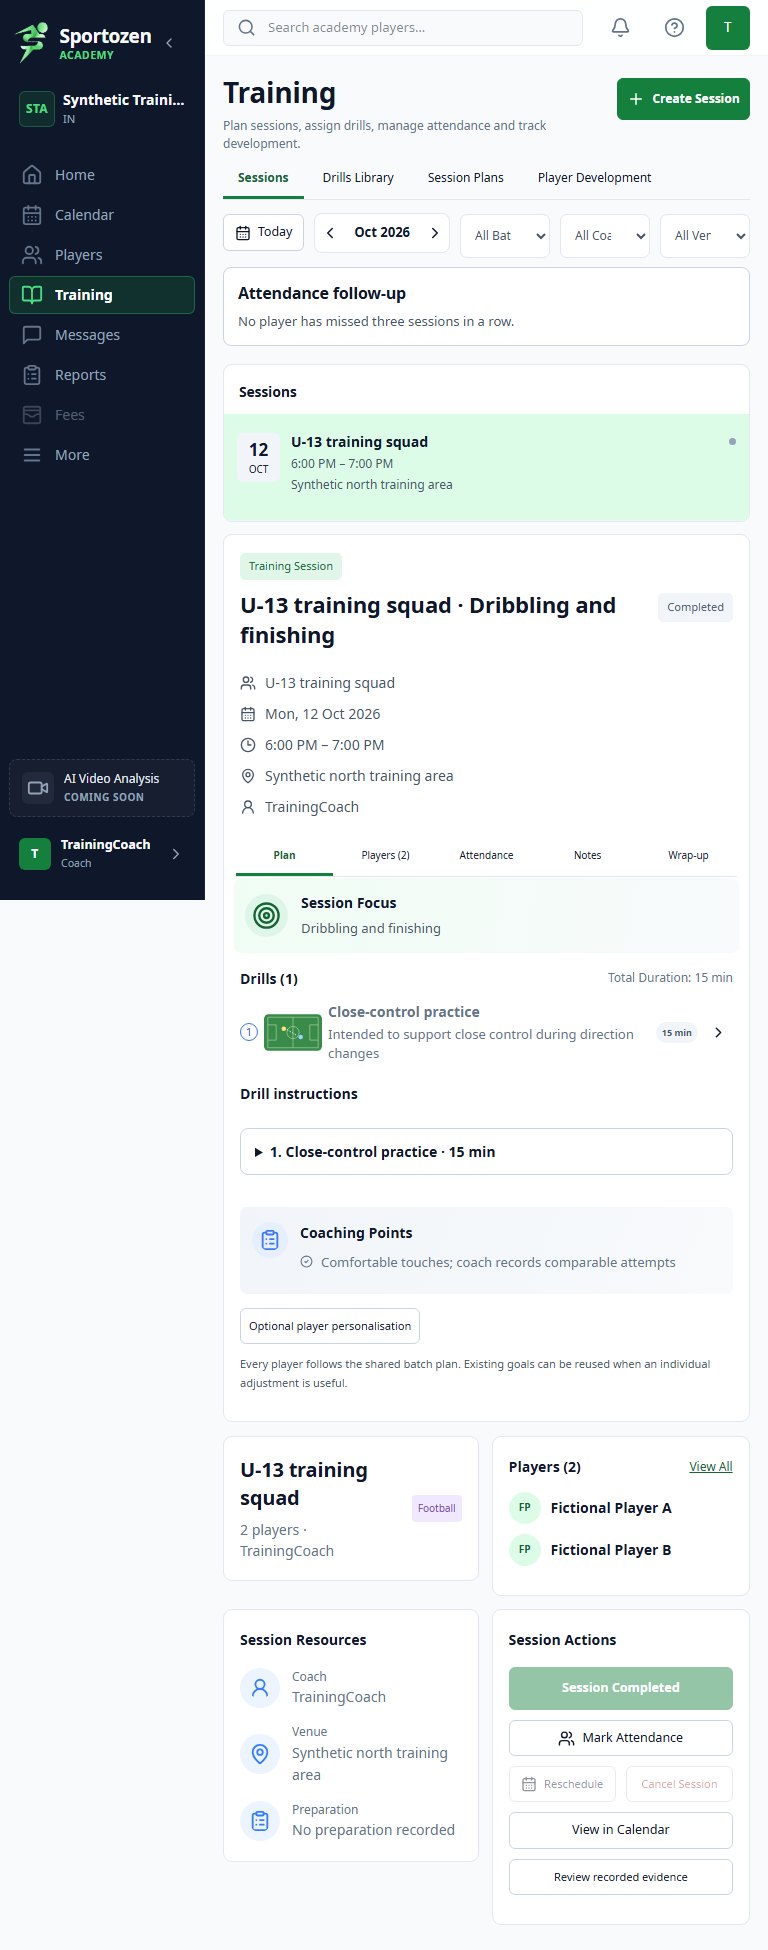 Sportozen
ACADEMY
STA
Synthetic Traini...
IN
Home
Calendar
Players
Training
Messages
Reports
Fees
More
AI Video Analysis
COMING SOON
T
TrainingCoach
Coach
Search academy players...
T
Training
Plan sessions, assign drills, manage attendance and track
development.
Create Session
Sessions
Drills Library
Session Plans
Player Development
Today
Oct 2026
All Bat
All Coa
All Ver
Attendance follow-up
No player has missed three sessions in a row.
Sessions
12
OCT
U-13 training squad
6:00 PM – 7:00 PM
Synthetic north training area
Training Session
U-13 training squad · Dribbling and
finishing
Completed
U-13 training squad
Mon, 12 Oct 2026
6:00 PM – 7:00 PM
Synthetic north training area
TrainingCoach
Plan
Players (2)
Attendance
Notes
Wrap-up
Session Focus
Dribbling and finishing
Drills (1)
Total Duration: 15 min
1
Close-control practice
Intended to support close control during direction
changes
15 min
Drill instructions
1. Close-control practice · 15 min
Coaching Points
Comfortable touches; coach records comparable attempts
Optional player personalisation
Every player follows the shared batch plan. Existing goals can be reused when an individual
adjustment is useful.
U-13 training
squad
2 players ·
TrainingCoach
Football
Players (2)
View All
FP
Fictional Player A
FP
Fictional Player B
Session Resources
Coach
TrainingCoach
Venue
Synthetic north training
area
Preparation
No preparation recorded
Session Actions
Session Completed
Mark Attendance
Reschedule
Cancel Session
View in Calendar
Review recorded evidence